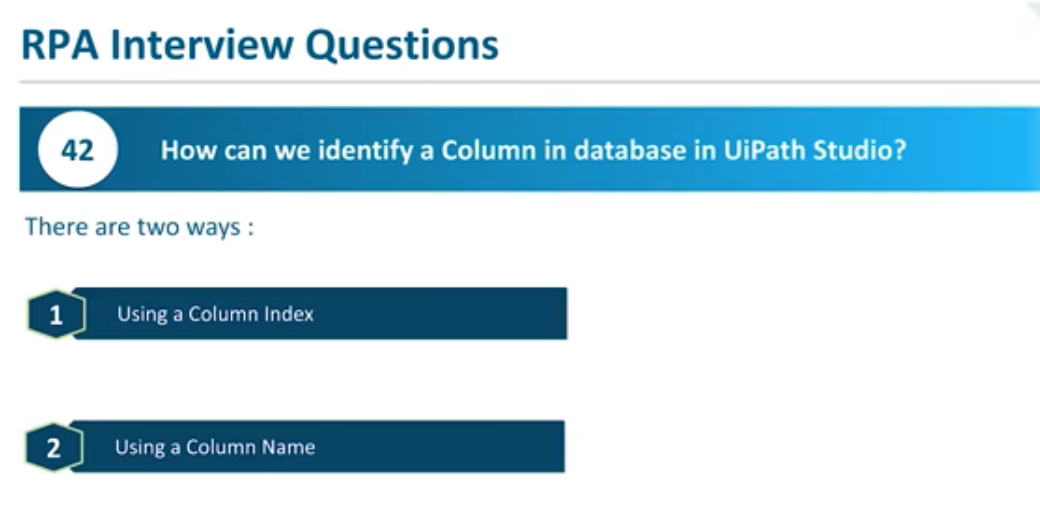 RPA Interview Questions
42 How can we identify a Column in database in UiPath Studio?
There are two ways :
1 Using a Column Index
2 Using a Column Name